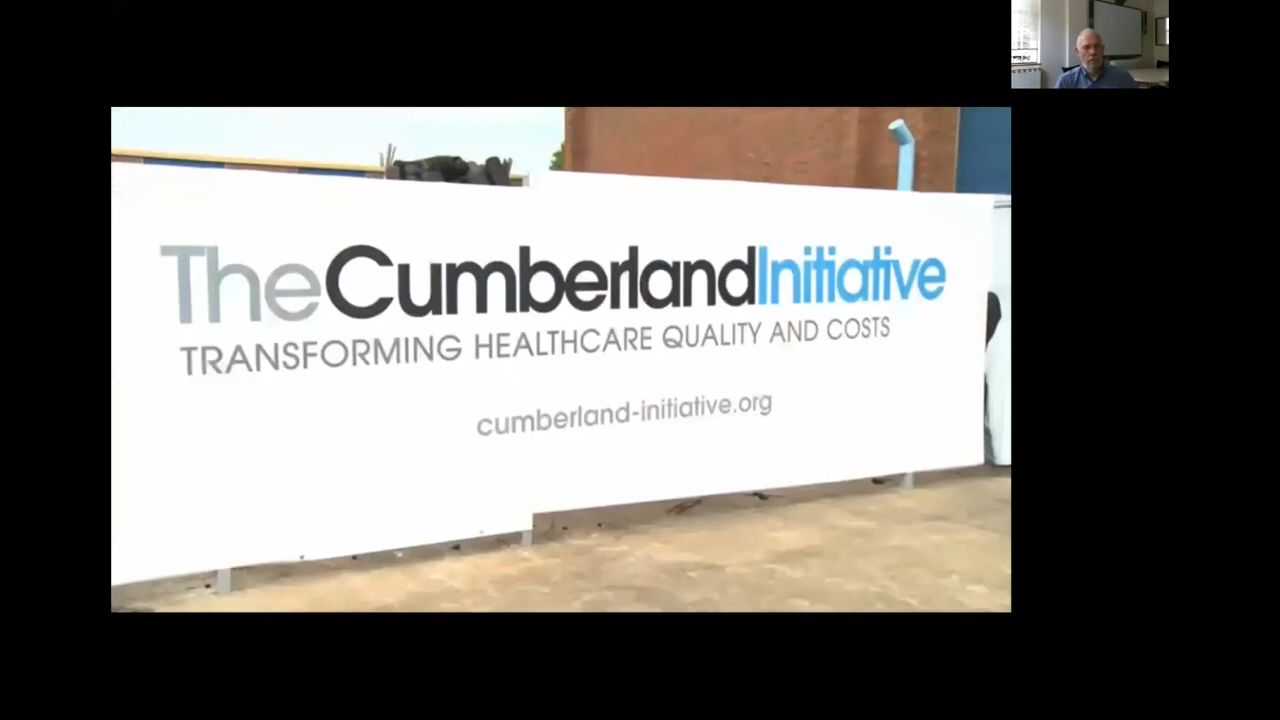 TheCumberlandInitiative
TRANSFORMING HEALTHCARE QUALITY AND COSTS
cumberland-initiative.org